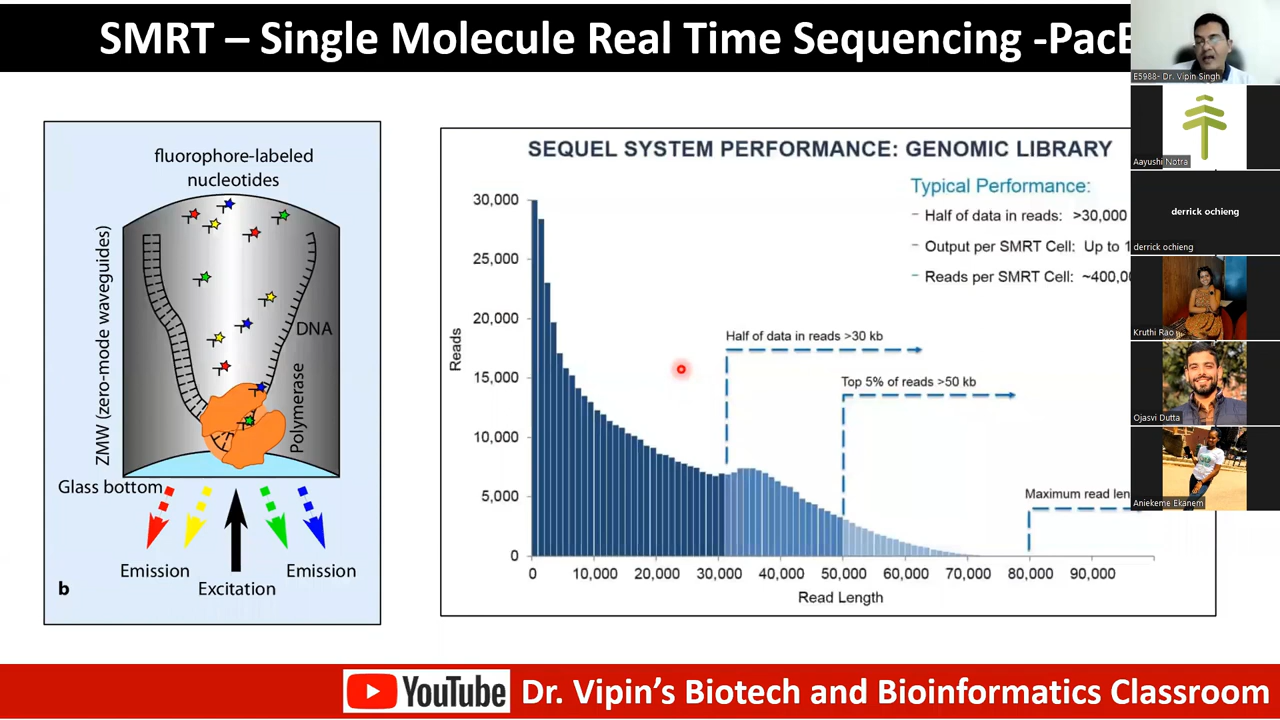 SMRT – Single Molecule Real Time Sequencing -Pac
E5988- Dr. Vipin Singh
Aayushi Notra
derrick ochieng
derrick ochieng
Kruthi Rao
Ojasvi Dutta
Aniekeme Ekanem
fluorophore-labeled
nucleotides
ZMW (zero-mode waveguides)
DNA
Polymerase
Glass bottom
Emission
Excitation
Emission
b
SEQUEL SYSTEM PERFORMANCE: GENOMIC LIBRARY
Typical Performance:
– Half of data in reads: >30,000
– Output per SMRT Cell: Up to 1
– Reads per SMRT Cell: ~400,00
30,000
25,000
20,000
15,000
10,000
5,000
0
Reads
Half of data in reads >30 kb
Top 5% of reads >50 kb
Maximum read len
0 10,000 20,000 30,000 40,000 50,000 60,000 70,000 80,000 90,000
Read Length
YouTube
Dr. Vipin's Biotech and Bioinformatics Classroom